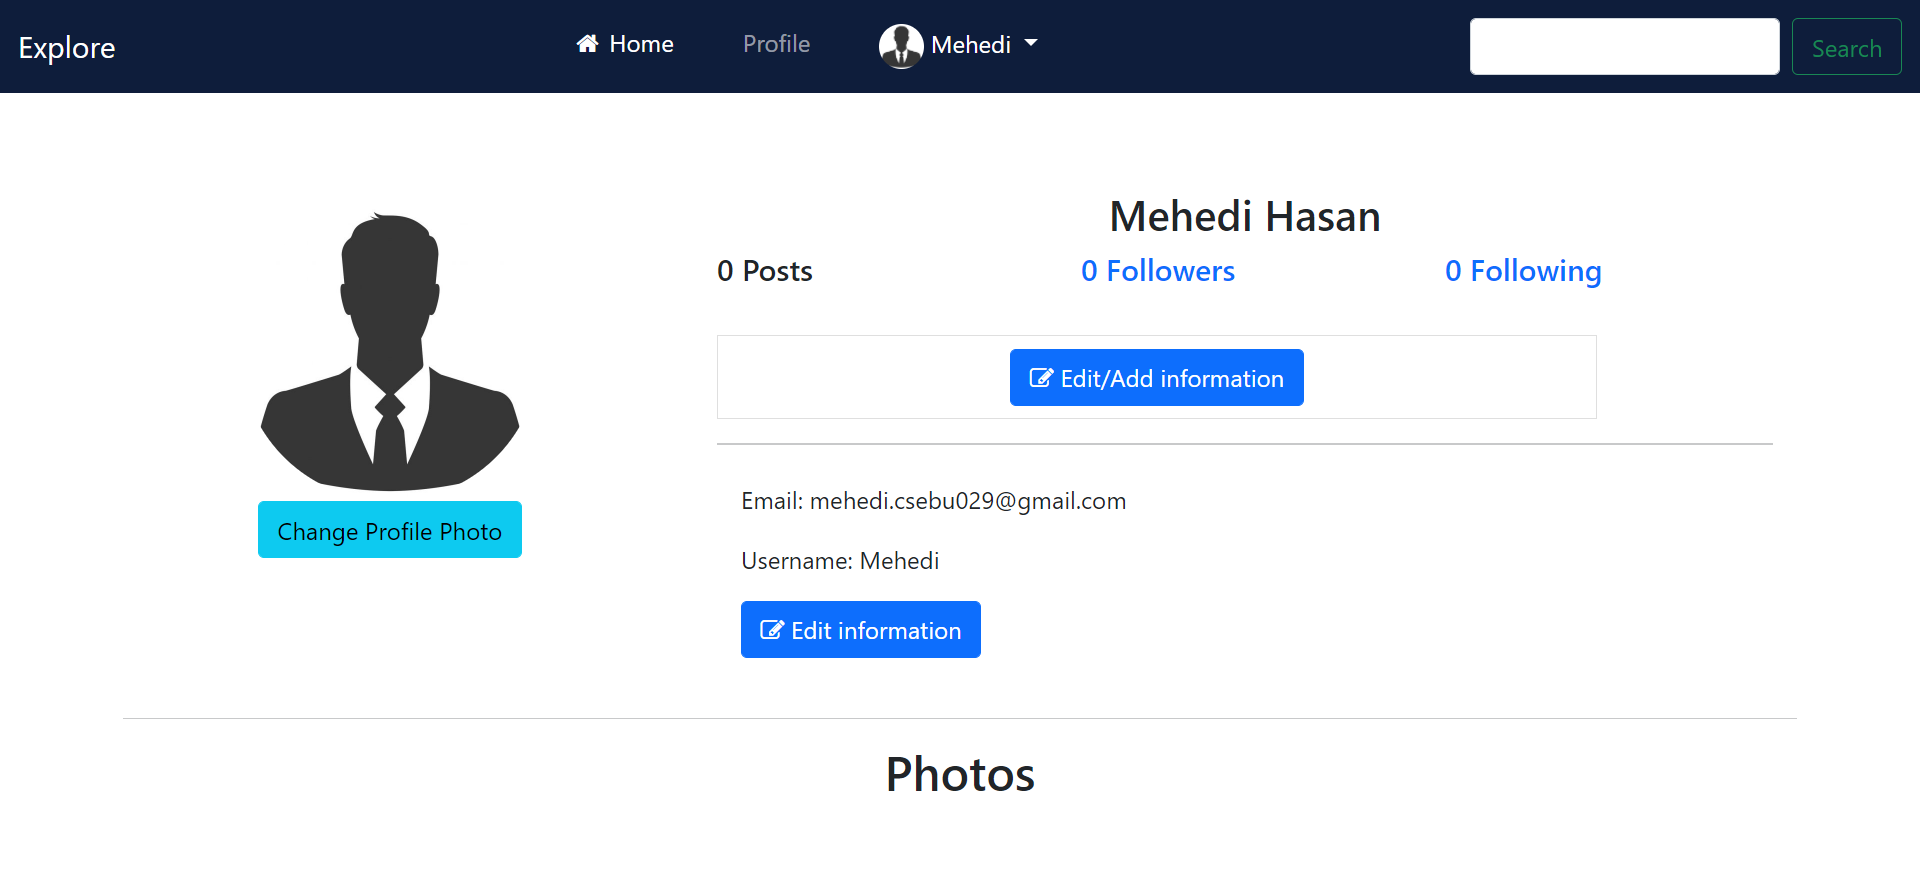 Explore Home Profile Mehedi Search
Mehedi Hasan
0 Posts 0 Followers 0 Following
Edit/Add information
Email: mehedi.csebu029@gmail.com
Change Profile Photo
Username: Mehedi
Edit information
Photos